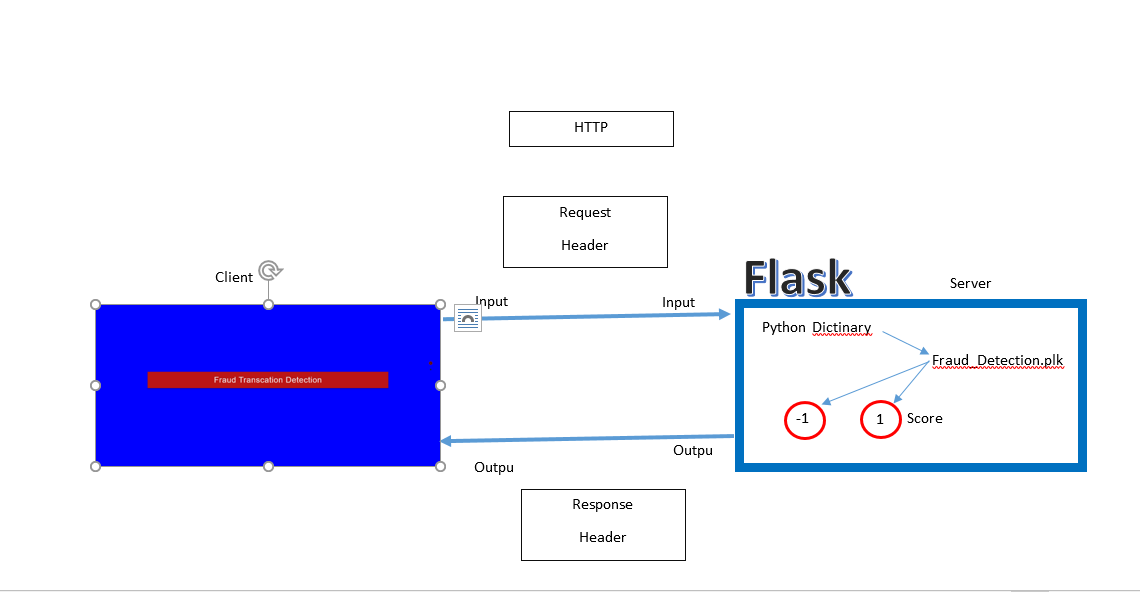 HTTP
Request
Header
Client
Flask
Server
Input
Input
Python Dictinary
Fraud_Detection.plk
Fraud Transcation Detection
-1
1
Score
Outpu
Outpu
Response
Header